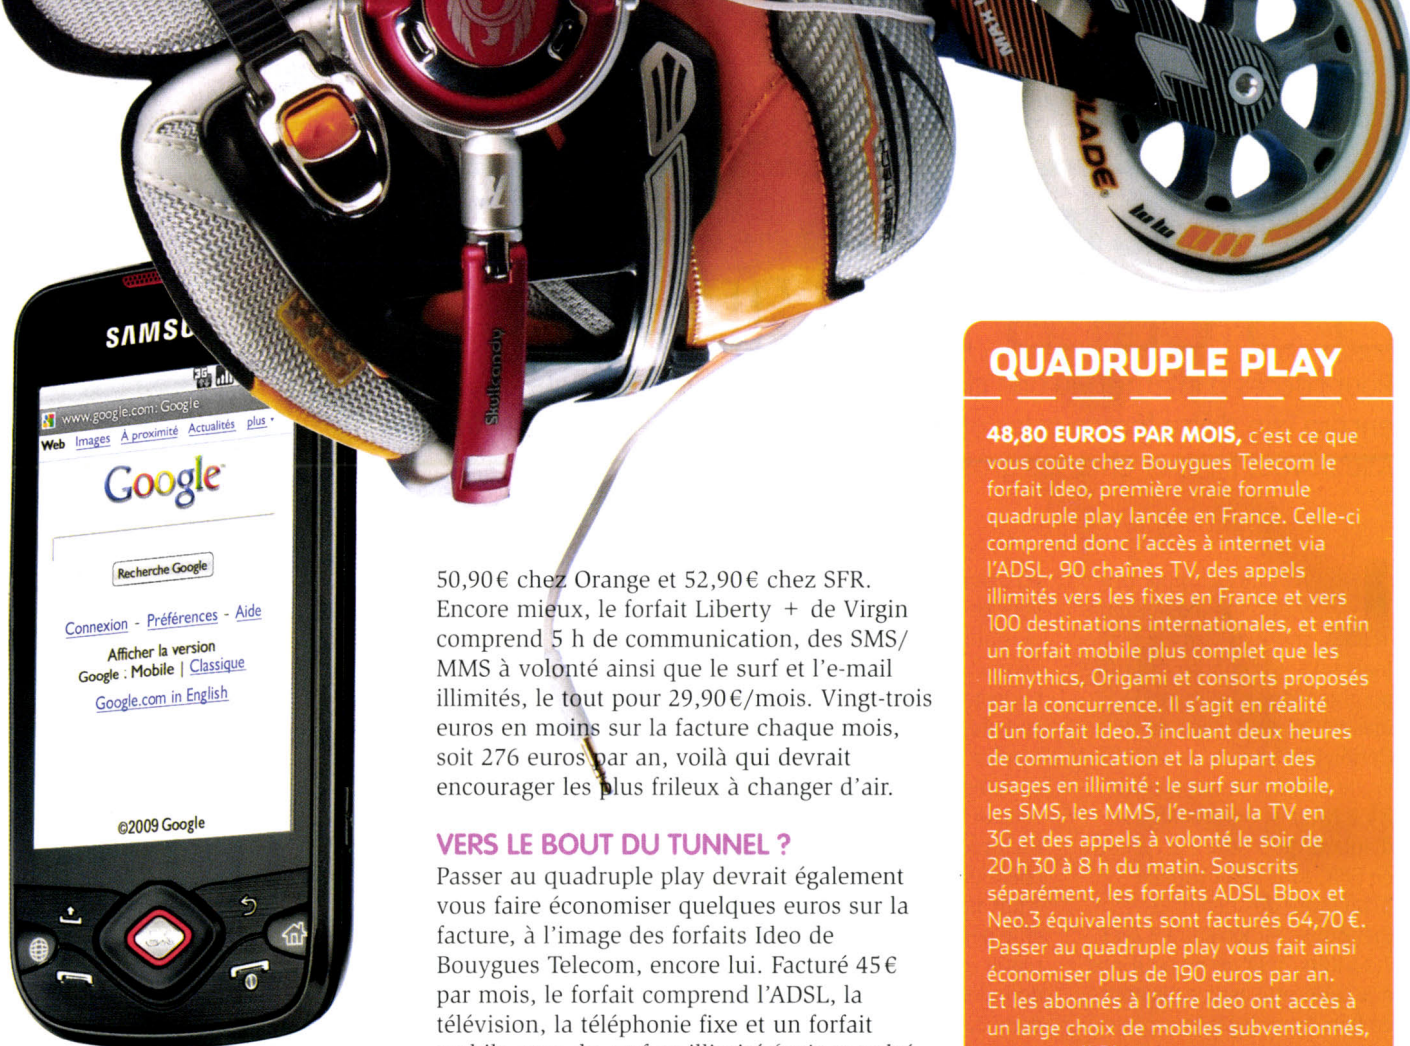 MAX
LADE
110
Skullcandy
SAMSU
3G
www.google.com: Google
Web Images À proximité Actualités plus
Google
Recherche Google
Connexion - Préférences - Aide
Afficher la version
Google : Mobile | Classique
Google.com in English
©2009 Google
50,90 € chez Orange et 52,90 € chez SFR.
Encore mieux, le forfait Liberty + de Virgin
comprend 5 h de communication, des SMS/
MMS à volonté ainsi que le surf et l'e-mail
illimités, le tout pour 29,90 €/mois. Vingt-trois
euros en moins sur la facture chaque mois,
soit 276 euros par an, voilà qui devrait
encourager les plus frileux à changer d'air.
VERS LE BOUT DU TUNNEL ?
Passer au quadruple play devrait également
vous faire économiser quelques euros sur la
facture, à l'image des forfaits Ideo de
Bouygues Telecom, encore lui. Facturé 45 €
par mois, le forfait comprend l'ADSL, la
télévision, la téléphonie fixe et un forfait
QUADRUPLE PLAY
48,80 EUROS PAR MOIS, c'est ce que
vous coûte chez Bouygues Telecom le
forfait Ideo, première vraie formule
quadruple play lancée en France. Celle-ci
comprend donc l'accès à internet via
l'ADSL, 90 chaînes TV, des appels
illimités vers les fixes en France et vers
100 destinations internationales, et enfin
un forfait mobile plus complet que les
Illimythics, Origami et consorts proposés
par la concurrence. Il s'agit en réalité
d'un forfait Ideo.3 incluant deux heures
de communication et la plupart des
usages en illimité : le surf sur mobile,
les SMS, les MMS, l'e-mail, la TV en
3G et des appels à volonté le soir de
20 h 30 à 8 h du matin. Souscrits
séparément, les forfaits ADSL Bbox et
Neo.3 équivalents sont facturés 64,70 €.
Passer au quadruple play vous fait ainsi
économiser plus de 190 euros par an.
Et les abonnés à l'offre Ideo ont accès à
un large choix de mobiles subventionnés,